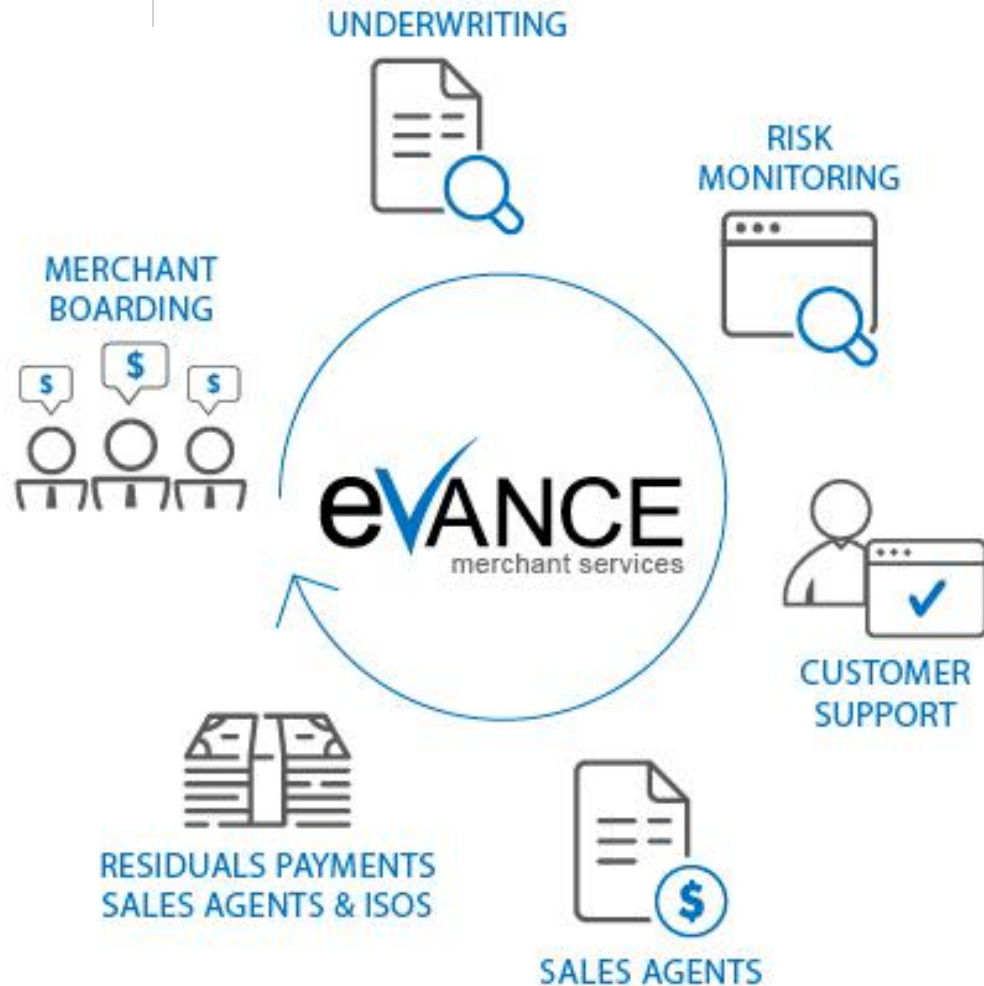 UNDERWRITING
RISK
MONITORING
MERCHANT
BOARDING
$
$
$
eVANCE
merchant services
CUSTOMER
SUPPORT
RESIDUALS PAYMENTS
SALES AGENTS & ISOS
$
SALES AGENTS